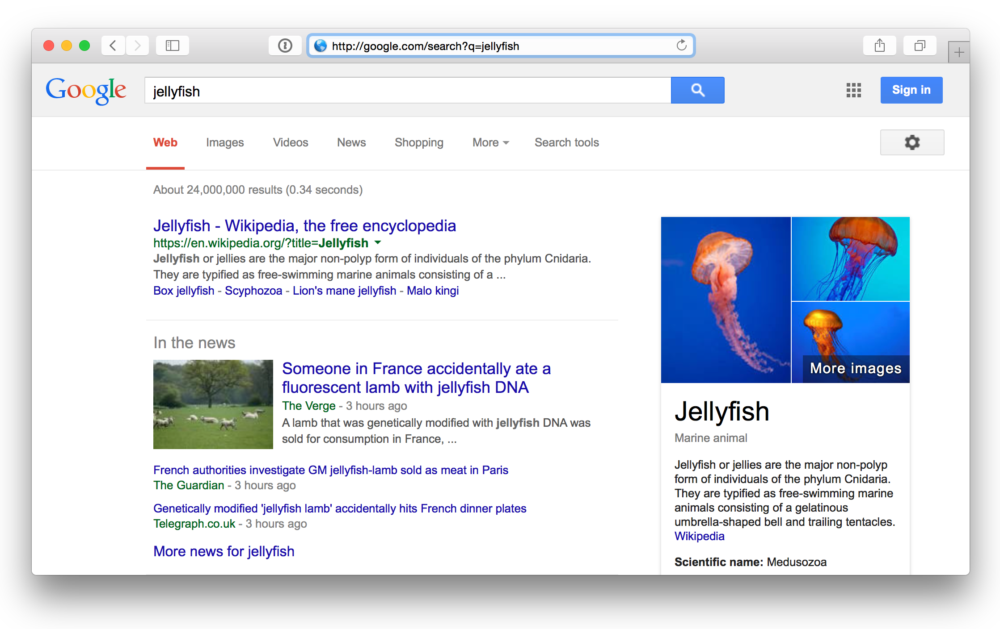 http://google.com/search?q=jellyfish
Google
jellyfish
Sign in
Web Images Videos News Shopping More Search tools
About 24,000,000 results (0.34 seconds)
Jellyfish - Wikipedia, the free encyclopedia
https://en.wikipedia.org/?title=Jellyfish
Jellyfish or jellies are the major non-polyp form of individuals of the phylum Cnidaria.
They are typified as free-swimming marine animals consisting of a ...
Box jellyfish - Scyphozoa - Lion's mane jellyfish - Malo kingi
In the news
Someone in France accidentally ate a
fluorescent lamb with jellyfish DNA
The Verge - 3 hours ago
A lamb that was genetically modified with jellyfish DNA was
sold for consumption in France, ...
French authorities investigate GM jellyfish-lamb sold as meat in Paris
The Guardian - 3 hours ago
Genetically modified 'jellyfish lamb' accidentally hits French dinner plates
Telegraph.co.uk - 3 hours ago
More news for jellyfish
More images
Jellyfish
Marine animal
Jellyfish or jellies are the major non-polyp
form of individuals of the phylum Cnidaria.
They are typified as free-swimming marine
animals consisting of a gelatinous
umbrella-shaped bell and trailing tentacles.
Wikipedia
Scientific name: Medusozoa